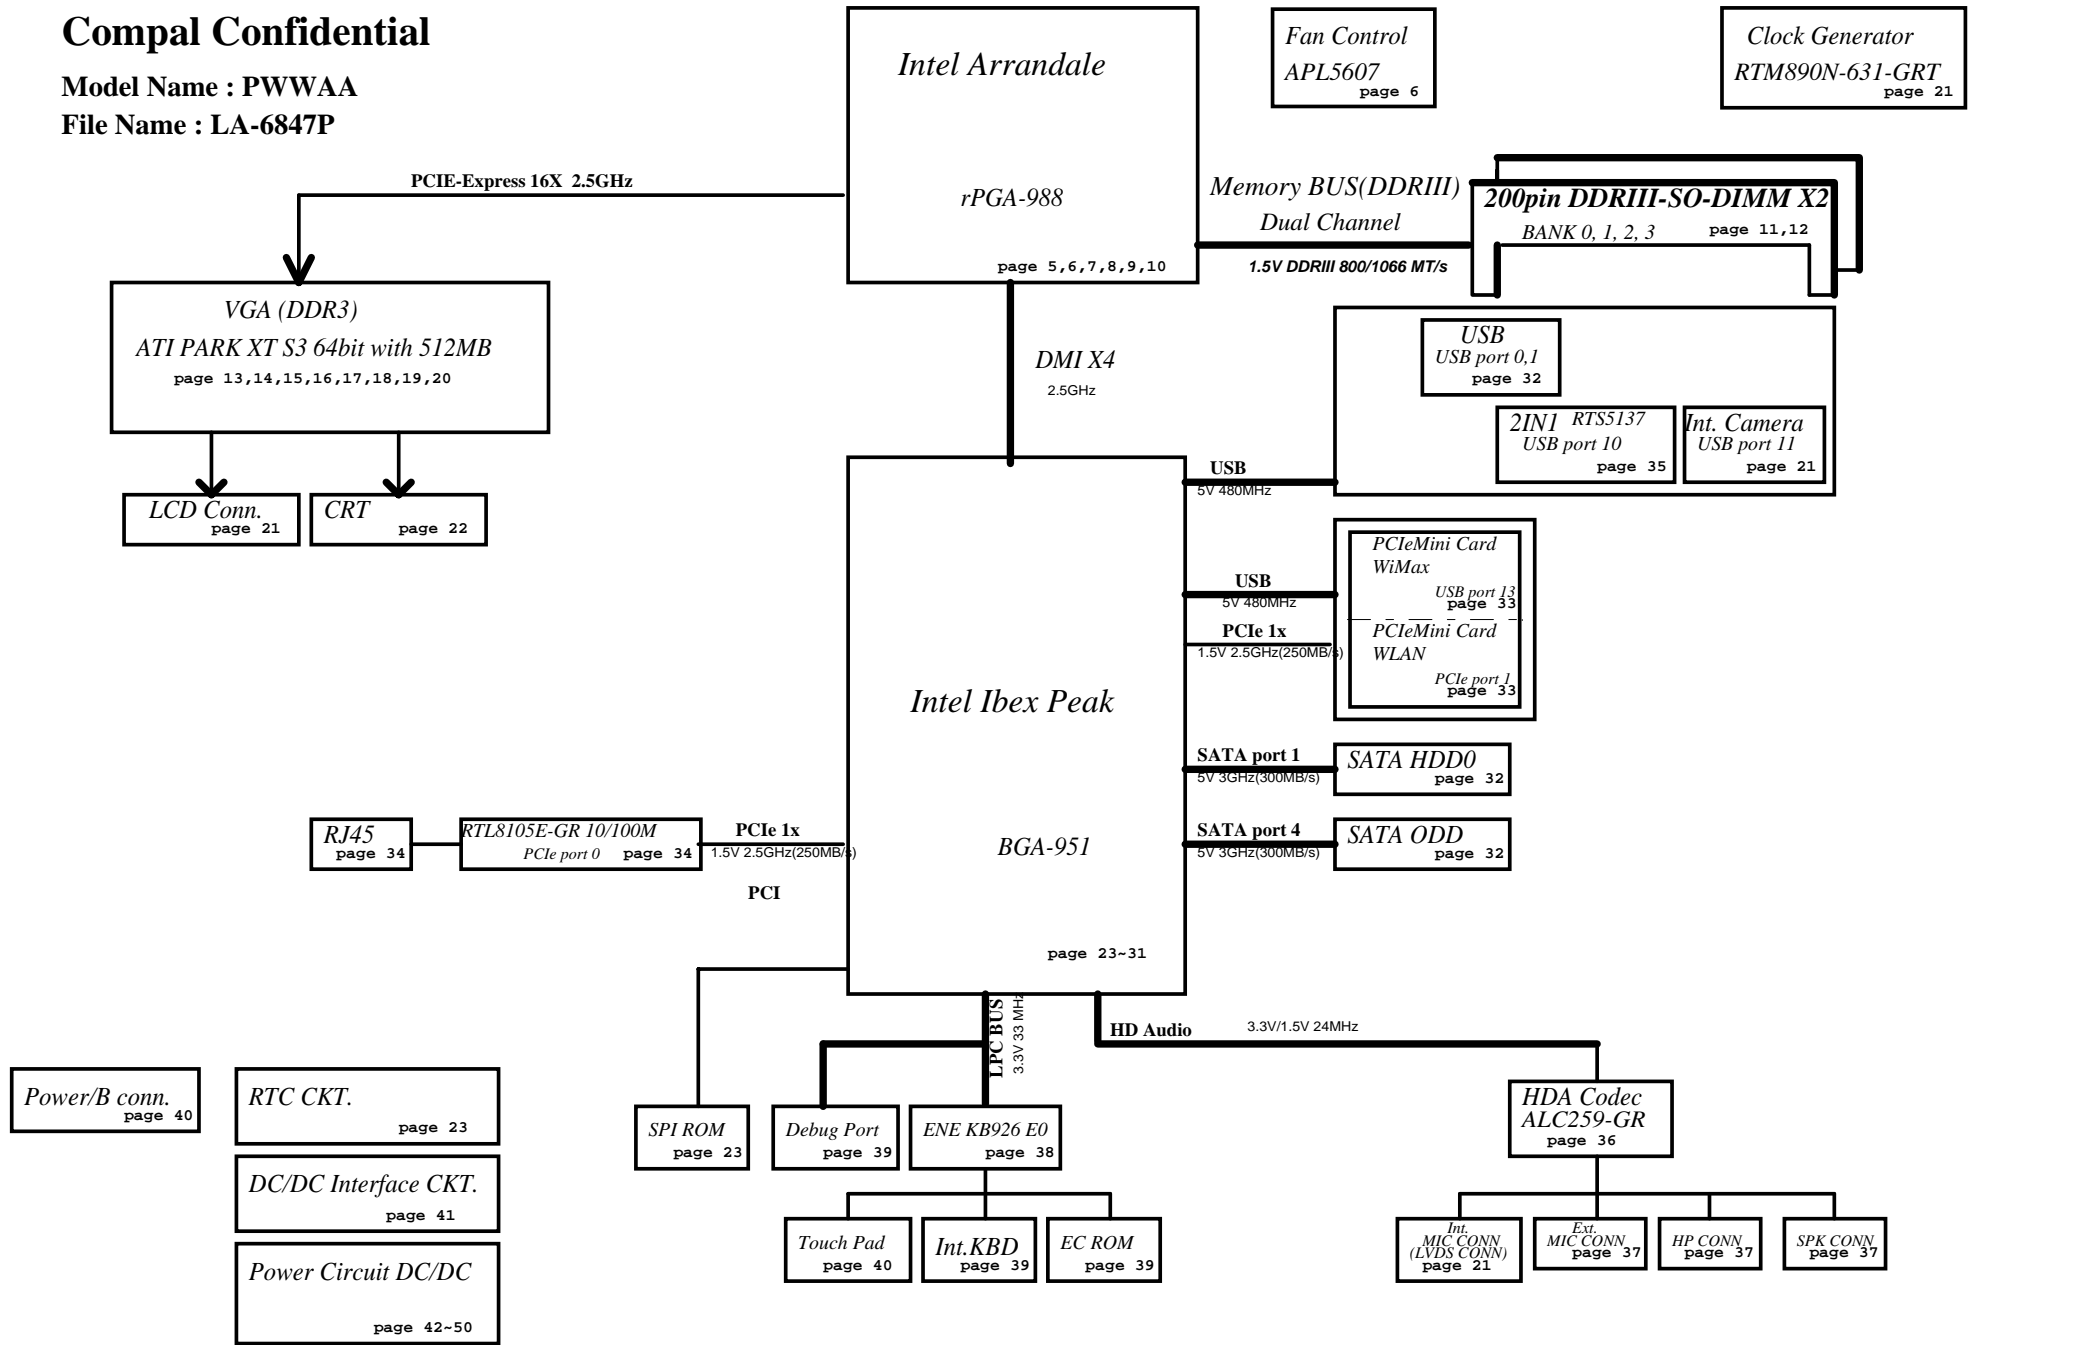 Compal Confidential
Model Name : PWWAA
File Name : LA-6847P
Intel Arrandale
rPGA-988
page 5,6,7,8,9,10
Fan Control
APL5607
page 6
Clock Generator
RTM890N-631-GRT
page 21
PCIE-Express 16X 2.5GHz
Memory BUS(DDRIII)
Dual Channel
1.5V DDRIII 800/1066 MT/s
200pin DDRIII-SO-DIMM X2
BANK 0, 1, 2, 3
page 11,12
VGA (DDR3)
ATI PARK XT S3 64bit with 512MB
page 13,14,15,16,17,18,19,20
LCD Conn.
page 21
CRT
page 22
DMI X4
2.5GHz
USB
USB port 0,1
page 32
2IN1 RTS5137
USB port 10
page 35
Int. Camera
USB port 11
page 21
USB
5V 480MHz
USB
5V 480MHz
PCIe 1x
1.5V 2.5GHz(250MB/s)
PCIeMini Card
WiMax
USB port 13
page 33
PCIeMini Card
WLAN
PCIe port 1
page 33
Intel Ibex Peak
BGA-951
page 23~31
SATA port 1
5V 3GHz(300MB/s)
SATA HDD0
page 32
SATA port 4
5V 3GHz(300MB/s)
SATA ODD
page 32
RJ45
page 34
RTL8105E-GR 10/100M
PCIe port 0 page 34
PCIe 1x
1.5V 2.5GHz(250MB/s)
PCI
LPC BUS
3.3V 33 MHz
HD Audio
3.3V/1.5V 24MHz
Power/B conn.
page 40
RTC CKT.
page 23
DC/DC Interface CKT.
page 41
Power Circuit DC/DC
page 42~50
SPI ROM
page 23
Debug Port
page 39
ENE KB926 E0
page 38
Touch Pad
page 40
Int.KBD
page 39
EC ROM
page 39
HDA Codec
ALC259-GR
page 36
Int.
MIC CONN
(LVDS CONN)
page 21
Ext.
MIC CONN
page 37
HP CONN
page 37
SPK CONN
page 37